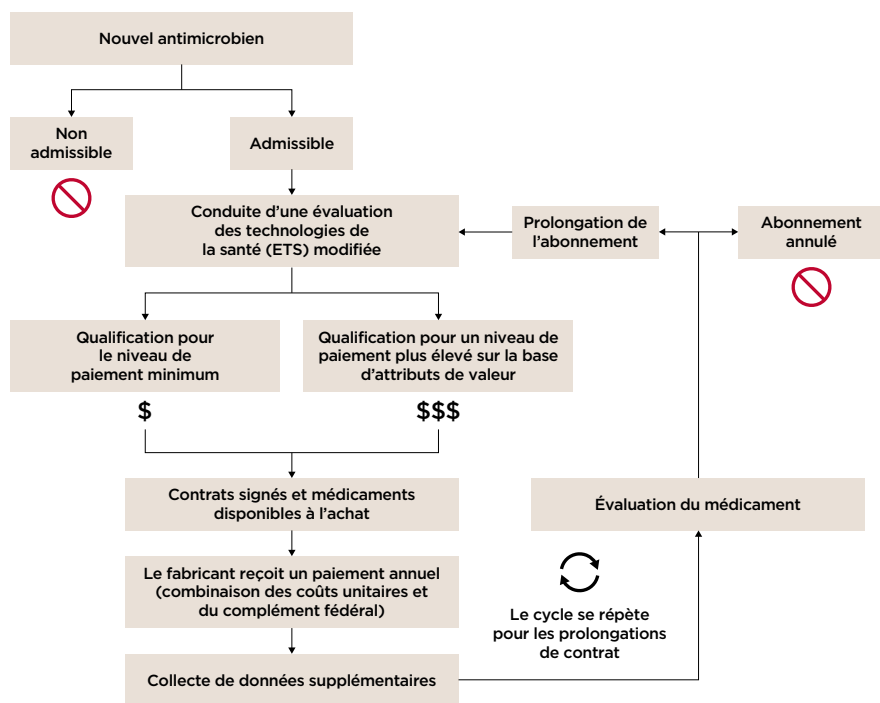 Nouvel antimicrobien
Non
admissible
Admissible
Conduite d'une évaluation
des technologies de
la santé (ETS) modifiée
Prolongation de
l'abonnement
Abonnement
annulé
Qualification pour
le niveau de
paiement minimum
Qualification pour un niveau de
paiement plus élevé sur la base
d'attributs de valeur
$
$$$
Contrats signés et médicaments
disponibles à l'achat
Évaluation du médicament
Le fabricant reçoit un paiement annuel
(combinaison des coûts unitaires et
du complément fédéral)
Le cycle se répète
pour les prolongations
de contrat
Collecte de données supplémentaires